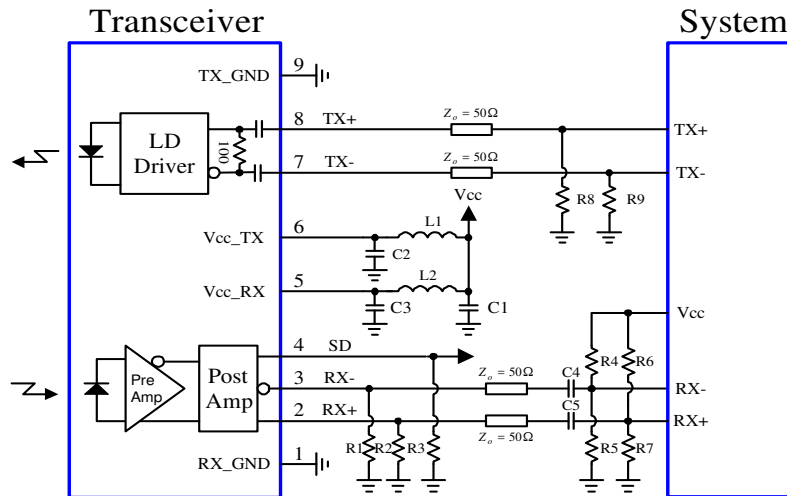 Transceiver System
TX_GND 9
LD Driver 100 8 TX+ Zo = 50Ω TX+
7 TX- Zo = 50Ω TX-
R8 R9
Vcc
Vcc_TX 6 L1
C2
Vcc_RX 5 L2
C3 C1 Vcc
4 SD R4 R6
Pre Amp Post Amp 3 RX- Zo = 50Ω C4 RX-
2 RX+ Zo = 50Ω C5 RX+
R1 R2 R3 R5 R7
RX_GND 1